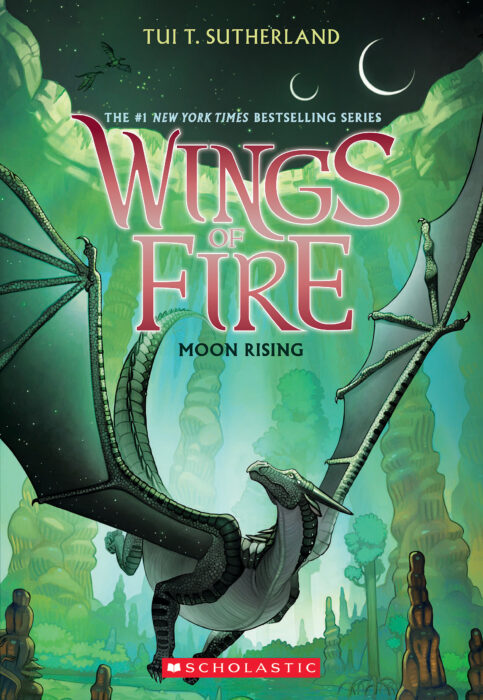 TUI T. SUTHERLAND
THE #1 NEW YORK TIMES BESTSELLING SERIES
WINGS
OF
FIRE
MOON RISING
SCHOLASTIC